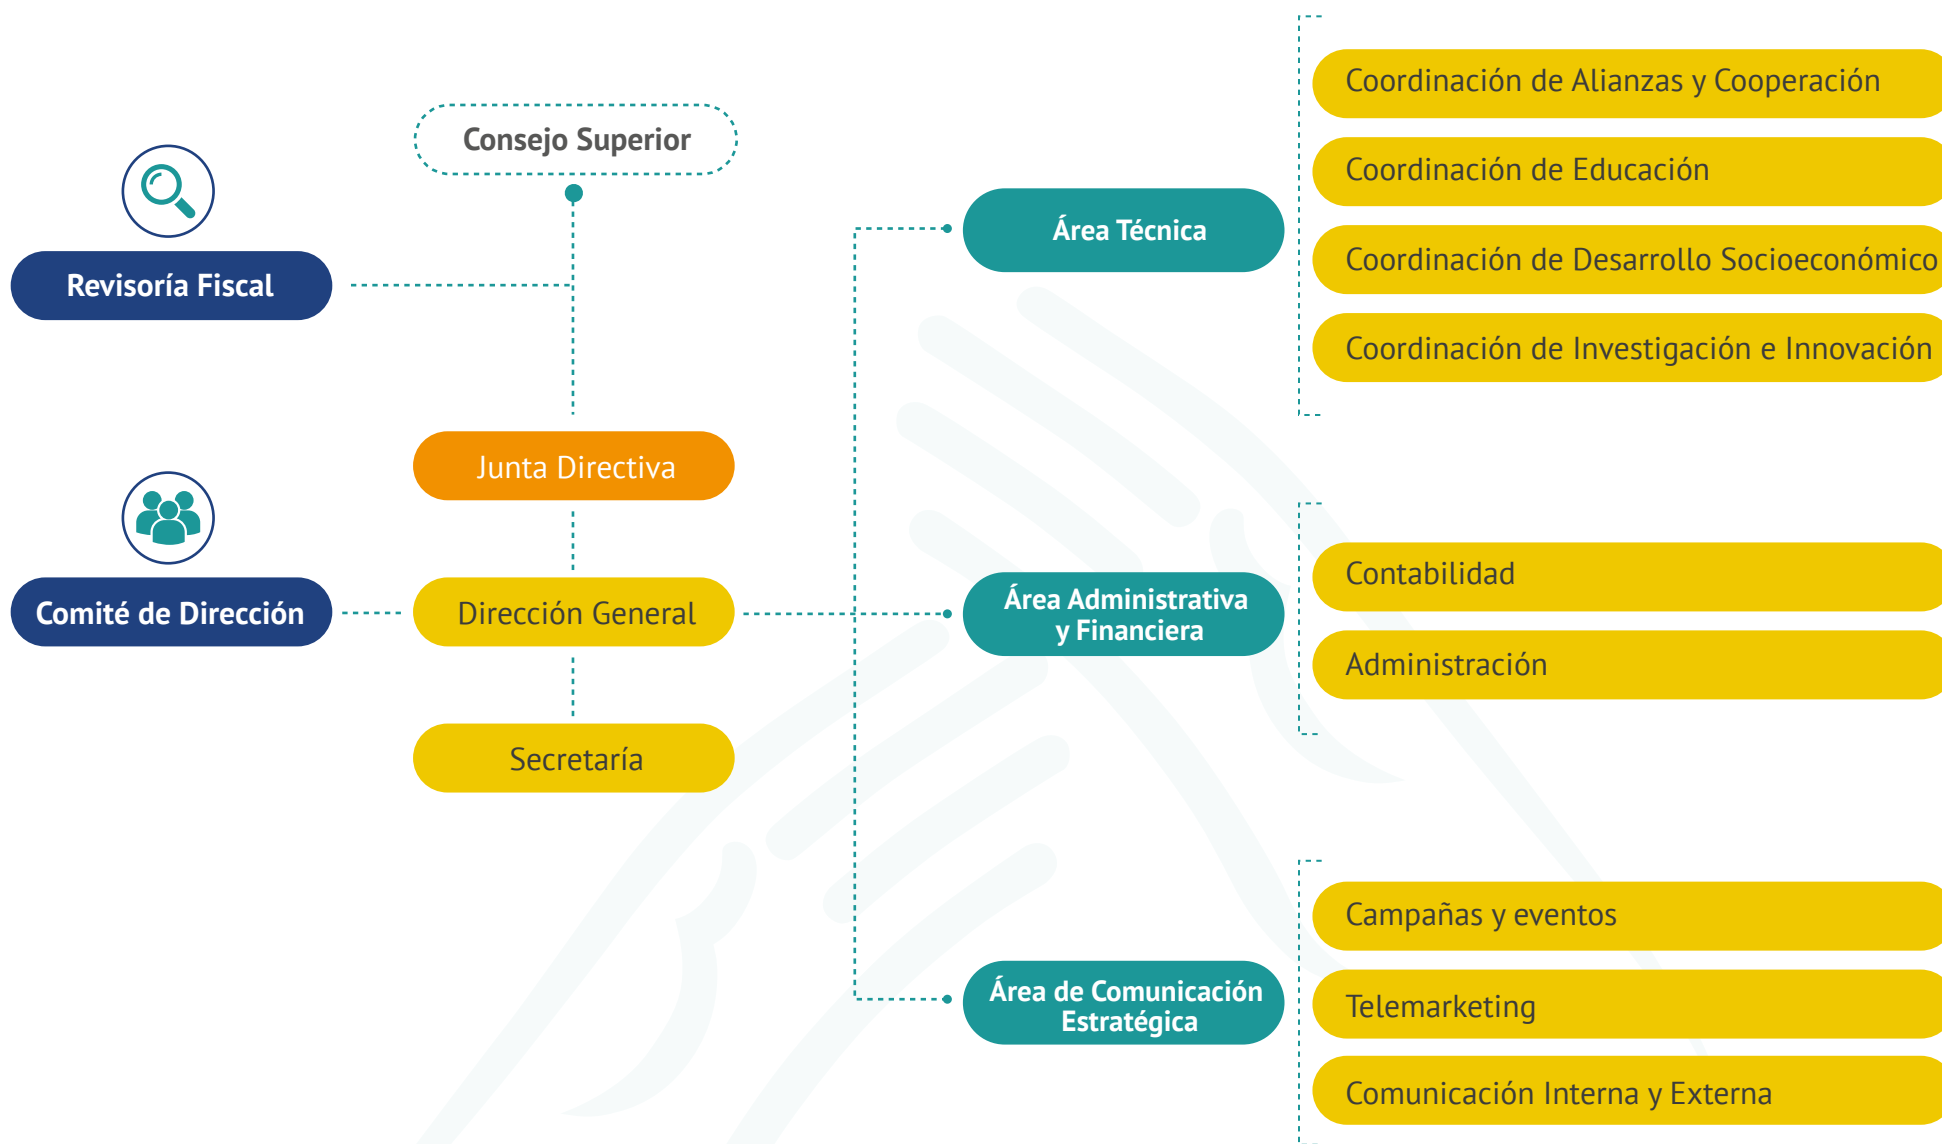 Consejo Superior
Revisoría Fiscal
Junta Directiva
Comité de Dirección
Dirección General
Secretaría
Área Técnica
Coordinación de Alianzas y Cooperación
Coordinación de Educación
Coordinación de Desarrollo Socioeconómico
Coordinación de Investigación e Innovación
Área Administrativa
y Financiera
Contabilidad
Administración
Área de Comunicación
Estratégica
Campañas y eventos
Telemarketing
Comunicación Interna y Externa